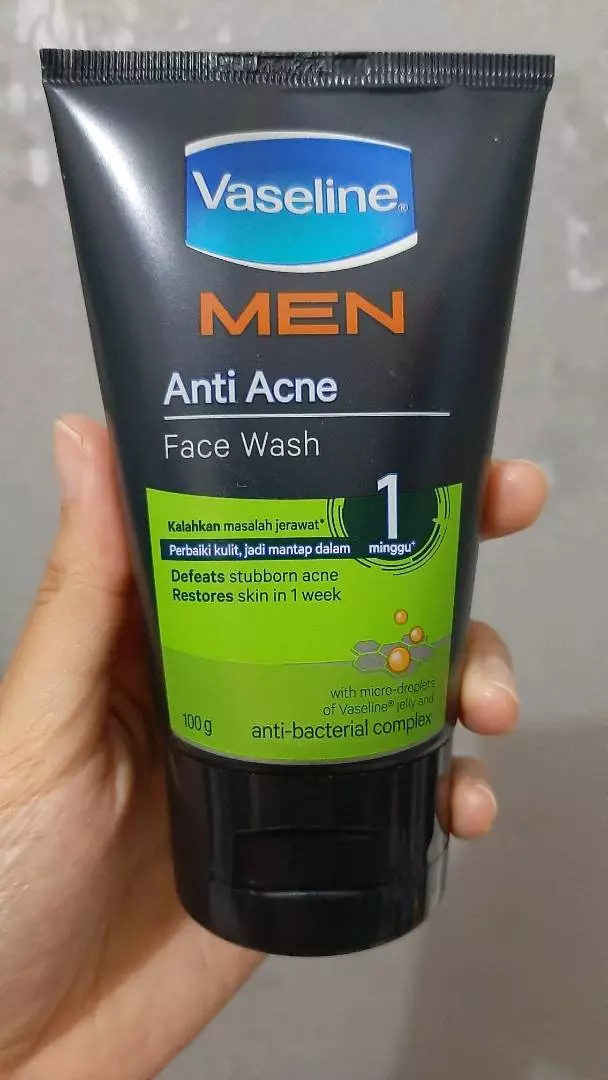 Vaseline®
MEN
Anti Acne
Face Wash
Kalahkan masalah jerawat*
Perbaiki kulit, jadi mantap dalam
1
minggu+
Defeats stubborn acne
Restores skin in 1 week
with micro-droplets
of Vaseline® jelly and
anti-bacterial complex
100 g